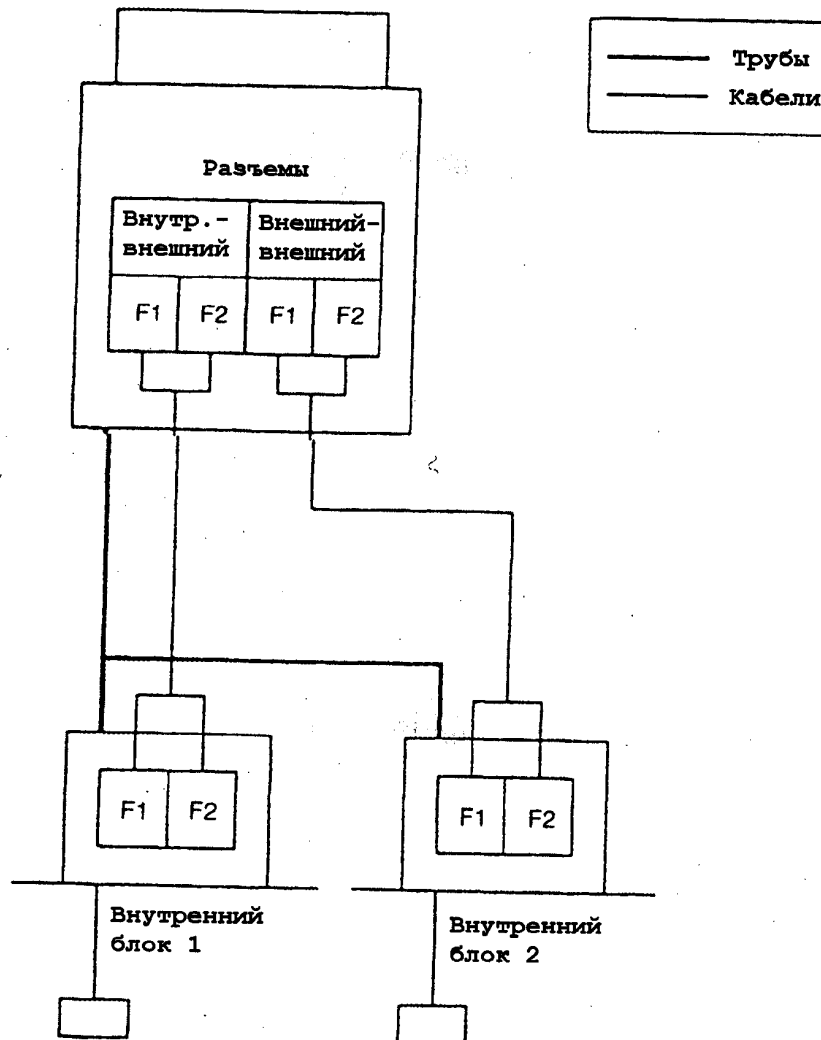 Трубы
Кабели
Разъемы
Внутр.-
внешний
Внешний-
внешний
F1
F2
F1
F2
F1
F2
F1
F2
Внутренний
блок 1
Внутренний
блок 2